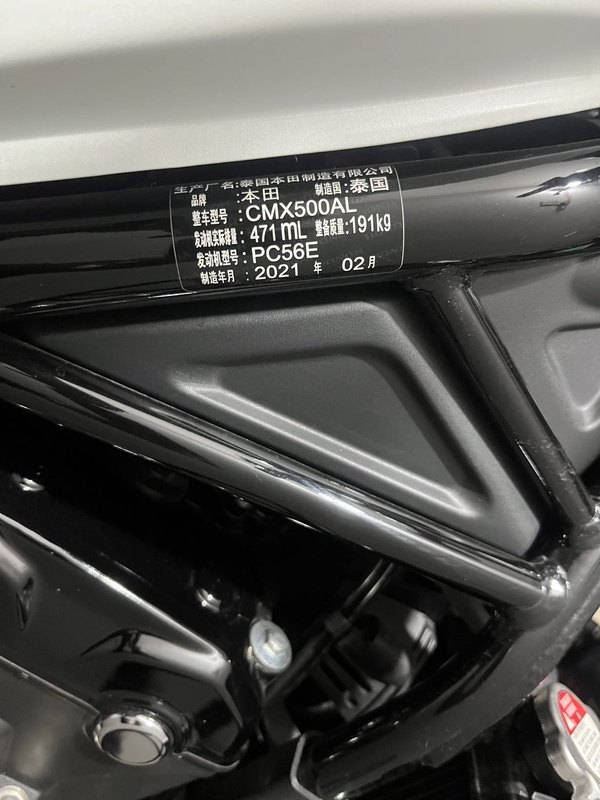 生产厂名:泰国本田制造有限公司
品牌 :本田 制造国:泰国
整车型号:CMX500AL
发动机实际排量:471mL 整备质量:191kg
发动机型号:PC56E
制造年月:2021 年 02月